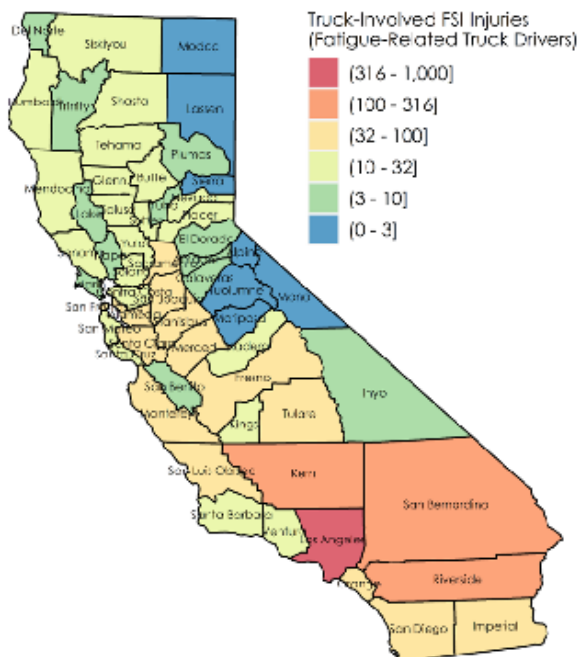 Truck-Involved FSI Injuries
(Fatigue-Related Truck Drivers)
(316 - 1,000]
(100 - 316]
(32 - 100]
(10 - 32]
(3 - 10]
(0 - 3]
Del Norte
Siskiyou
Modoc
Humboldt
Trinity
Shasta
Lassen
Tehama
Plumas
Mendocino
Glenn
Butte
Sierra
Nevada
Lake
Colusa
Yuba
Placer
El Dorado
Sonoma
Napa
Yolo
Alpine
Calaveras
Tuolumne
Mono
San Joaquin
Stanislaus
Mariposa
San Mateo
Santa Clara
Santa Cruz
Merced
Madera
San Benito
Fresno
Inyo
Monterey
Kings
Tulare
San Luis Obispo
Kern
San Bernardino
Santa Barbara
Ventura
Los Angeles
Orange
Riverside
San Diego
Imperial